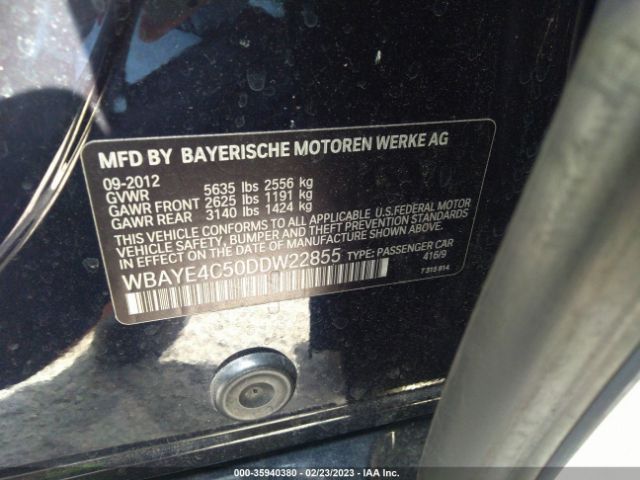 MFD BY BAYERISCHE MOTOREN WERKE AG
09-2012
GVWR 5635 lbs 2556 kg
GAWR FRONT 2625 lbs 1191 kg
GAWR REAR 3140 lbs 1424 kg
THIS VEHICLE CONFORMS TO ALL APPLICABLE U.S.FEDERAL MOTOR
VEHICLE SAFETY, BUMPER AND THEFT PREVENTION STANDARDS
IN EFFECT ON THE DATE OF MANUFACTURE SHOWN ABOVE.
WBAYE4C50DDW22855 TYPE: PASSENGER CAR
416/9
7 315 814
000-35940380 - 02/23/2023 - IAA Inc.